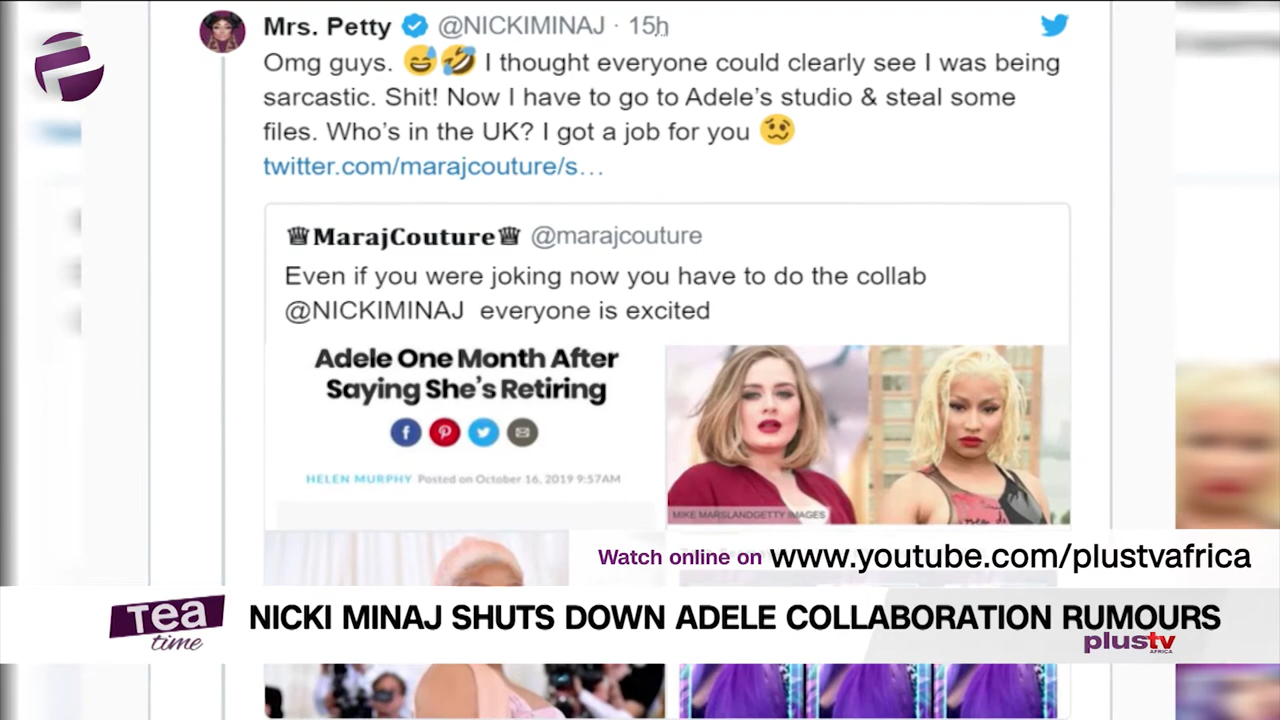 Mrs. Petty @NICKIMINAJ · 15h
Omg guys. 😅🤣 I thought everyone could clearly see I was being
sarcastic. Shit! Now I have to go to Adele's studio & steal some
files. Who's in the UK? I got a job for you 🥴
twitter.com/marajcouture/s…
♕MarajCouture♕ @marajcouture
Even if you were joking now you have to do the collab
@NICKIMINAJ everyone is excited
Adele One Month After
Saying She's Retiring
HELEN MURPHY Posted on October 16, 2019 9:57AM
MIKE MARSLANDGETTY IMAGES
Watch online on www.youtube.com/plustvafrica
Tea
time
NICKI MINAJ SHUTS DOWN ADELE COLLABORATION RUMOURS
plustv
AFRICA